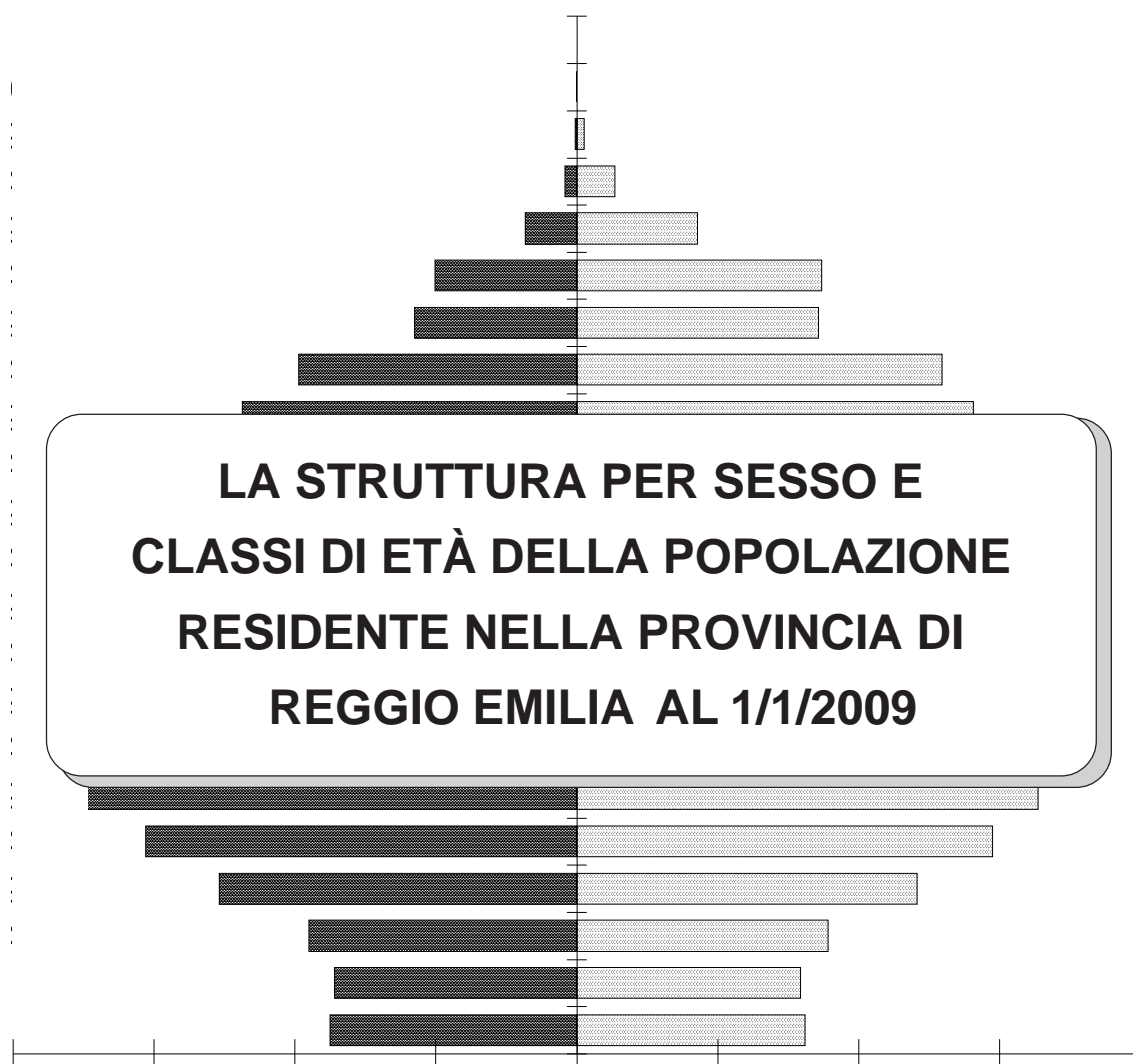 LA STRUTTURA PER SESSO E
CLASSI DI ETÀ DELLA POPOLAZIONE
RESIDENTE NELLA PROVINCIA DI
REGGIO EMILIA AL 1/1/2009